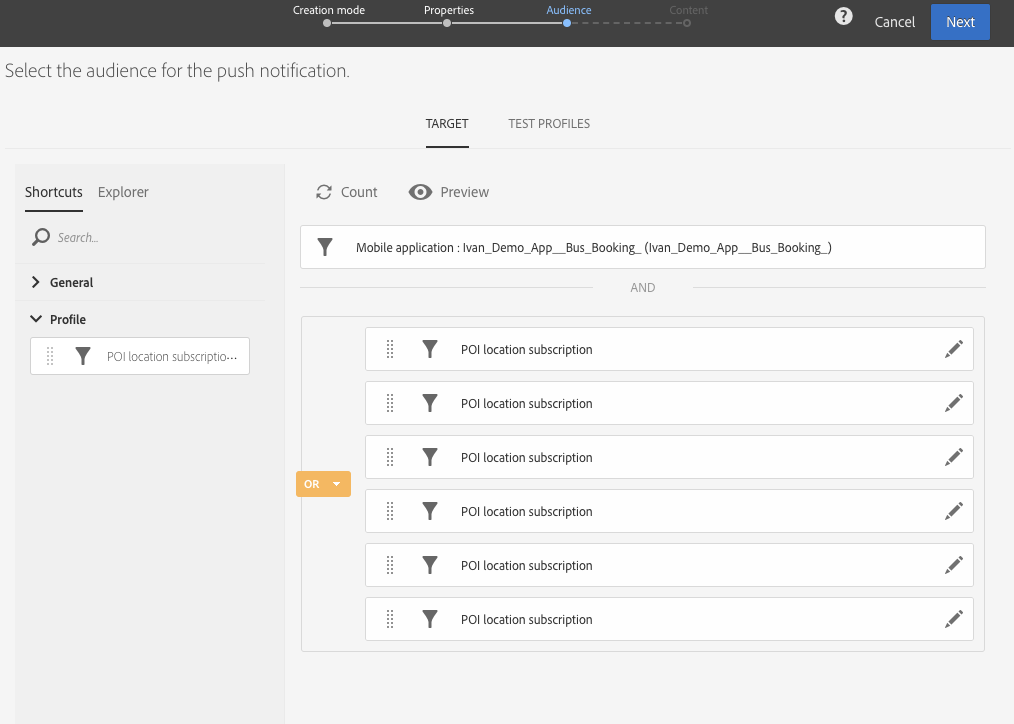 Creation mode Properties Audience Content
? Cancel Next
Select the audience for the push notification.
TARGET TEST PROFILES
Shortcuts Explorer
Search...
General
Profile
POI location subscriptio...
Count Preview
Mobile application : Ivan_Demo_App__Bus_Booking_ (Ivan_Demo_App__Bus_Booking_)
AND
OR
POI location subscription
POI location subscription
POI location subscription
POI location subscription
POI location subscription
POI location subscription